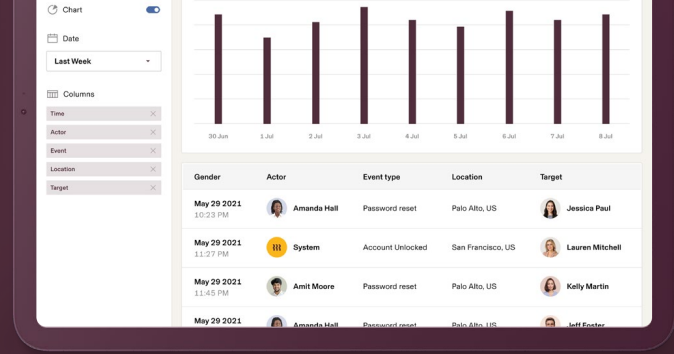 Chart
Date
Last Week
Columns
Time
Actor
Event
Location
Target
30 Jun 1 Jul 2 Jul 3 Jul 4 Jul 5 Jul 6 Jul 7 Jul 8 Jul
Gender Actor Event type Location Target
May 29 2021 Amanda Hall Password reset Palo Alto, US Jessica Paul
10:23 PM
May 29 2021 System Account Unlocked San Francisco, US Lauren Mitchell
11:27 PM
May 29 2021 Amit Moore Password reset Palo Alto, US Kelly Martin
11:45 PM
May 29 2021 Amanda Hall Password reset Palo Alto, US Jeff Foster